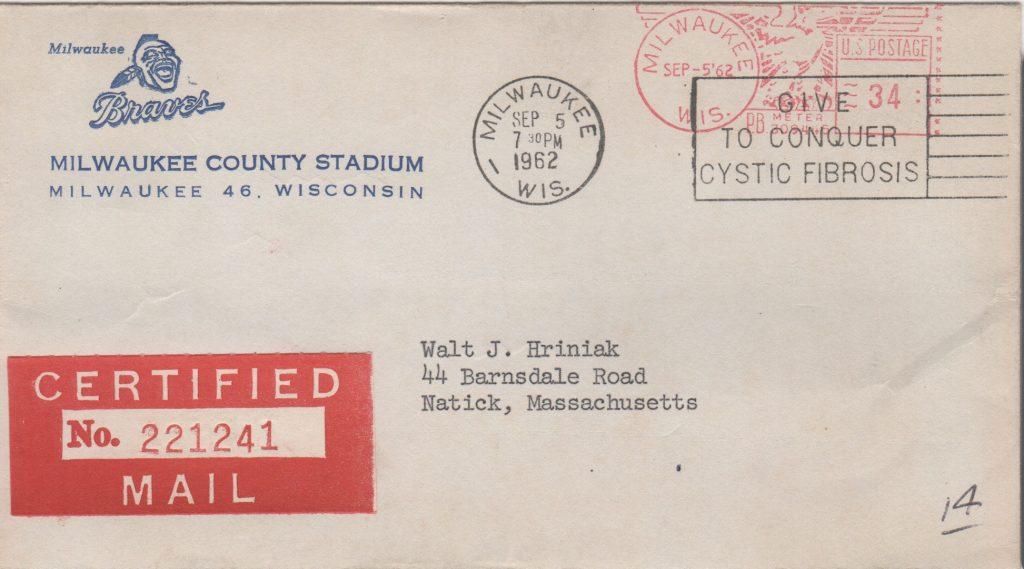 Milwaukee
Braves
MILWAUKEE COUNTY STADIUM
MILWAUKEE 46, WISCONSIN
MILWAUKEE
SEP 5
7 30 PM
1962
WIS.
MILWAUKEE
SEP-5'62
WIS.
U.S. POSTAGE
34
PB METER
GIVE
TO CONQUER
CYSTIC FIBROSIS
Walt J. Hriniak
44 Barnsdale Road
Natick, Massachusetts
CERTIFIED
No. 221241
MAIL
14